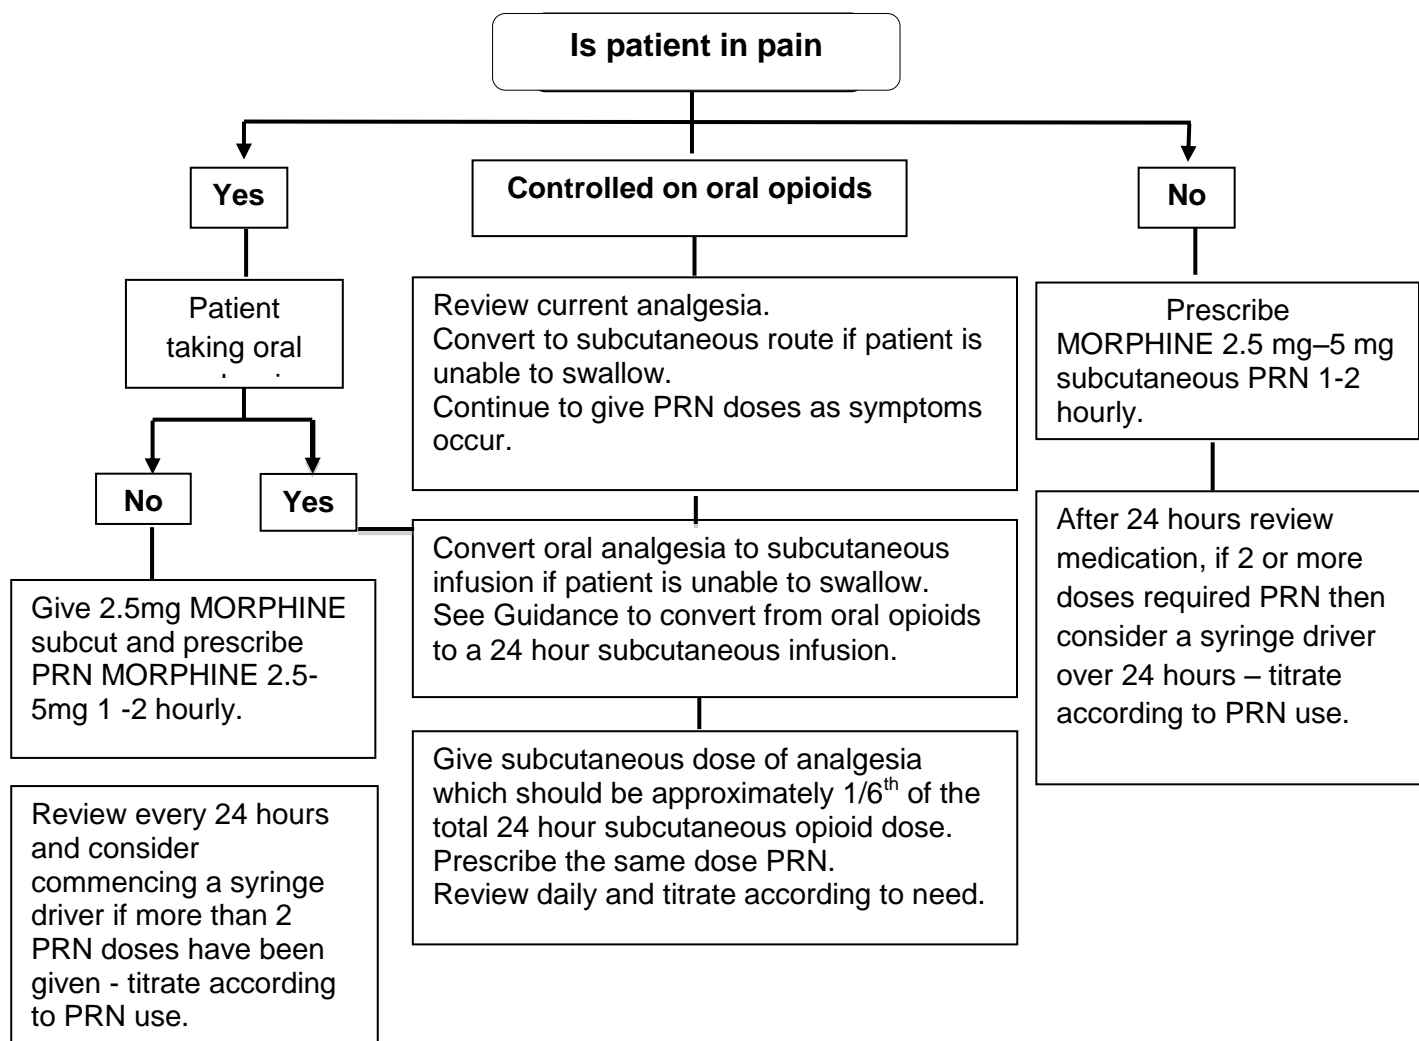 Is patient in pain
Yes
Controlled on oral opioids
No
Patient
taking oral
No
Yes
Give 2.5mg MORPHINE
subcut and prescribe
PRN MORPHINE 2.5-
5mg 1 -2 hourly.
Review every 24 hours
and consider
commencing a syringe
driver if more than 2
PRN doses have been
given - titrate according
to PRN use.
Review current analgesia.
Convert to subcutaneous route if patient is
unable to swallow.
Continue to give PRN doses as symptoms
occur.
Convert oral analgesia to subcutaneous
infusion if patient is unable to swallow.
See Guidance to convert from oral opioids
to a 24 hour subcutaneous infusion.
Give subcutaneous dose of analgesia
which should be approximately 1/6th of the
total 24 hour subcutaneous opioid dose.
Prescribe the same dose PRN.
Review daily and titrate according to need.
Prescribe
MORPHINE 2.5 mg–5 mg
subcutaneous PRN 1-2
hourly.
After 24 hours review
medication, if 2 or more
doses required PRN then
consider a syringe driver
over 24 hours – titrate
according to PRN use.